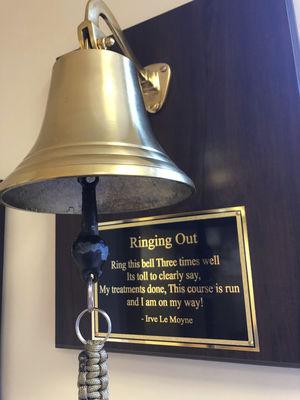 Ringing Out
Ring this bell Three times well
Its toll to clearly say,
My treatments done, This course is run
and I am on my way!
- Irve Le Moyne